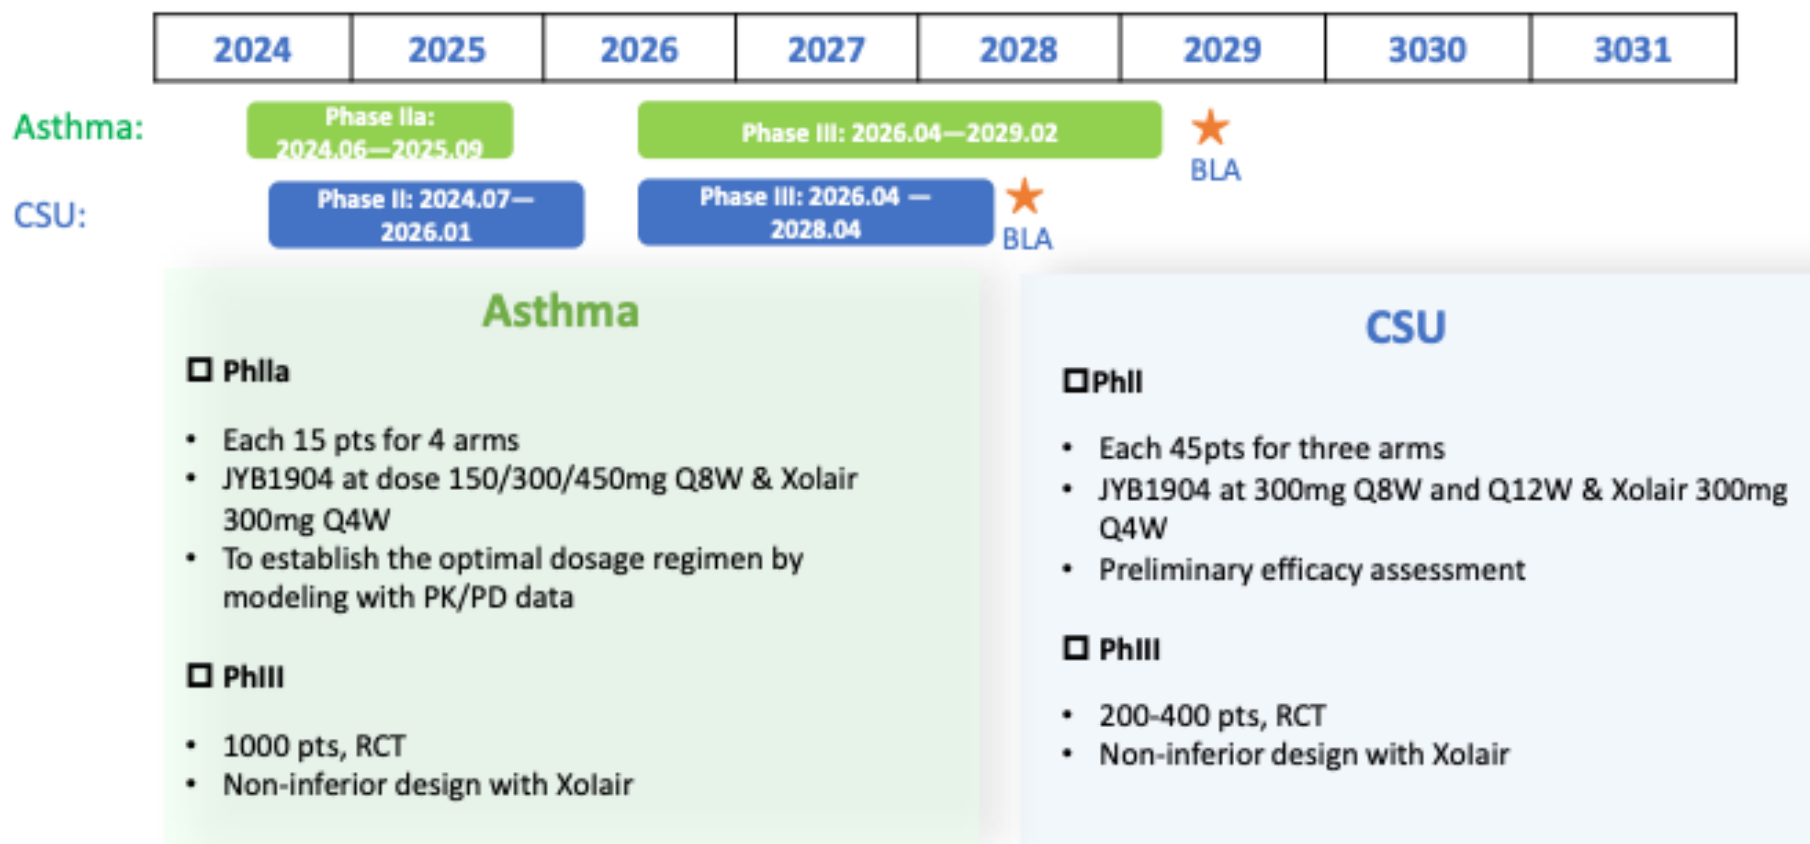 2024 2025 2026 2027 2028 2029 3030 3031
Asthma:
Phase IIa:
2024.06—2025.09
Phase III: 2026.04—2029.02
BLA
CSU:
Phase II: 2024.07—
2026.01
Phase III: 2026.04 —
2028.04
BLA
Asthma
PhIIa
• Each 15 pts for 4 arms
• JYB1904 at dose 150/300/450mg Q8W & Xolair
300mg Q4W
• To establish the optimal dosage regimen by
modeling with PK/PD data
PhIII
• 1000 pts, RCT
• Non-inferior design with Xolair
CSU
PhII
• Each 45pts for three arms
• JYB1904 at 300mg Q8W and Q12W & Xolair 300mg
Q4W
• Preliminary efficacy assessment
PhIII
• 200-400 pts, RCT
• Non-inferior design with Xolair